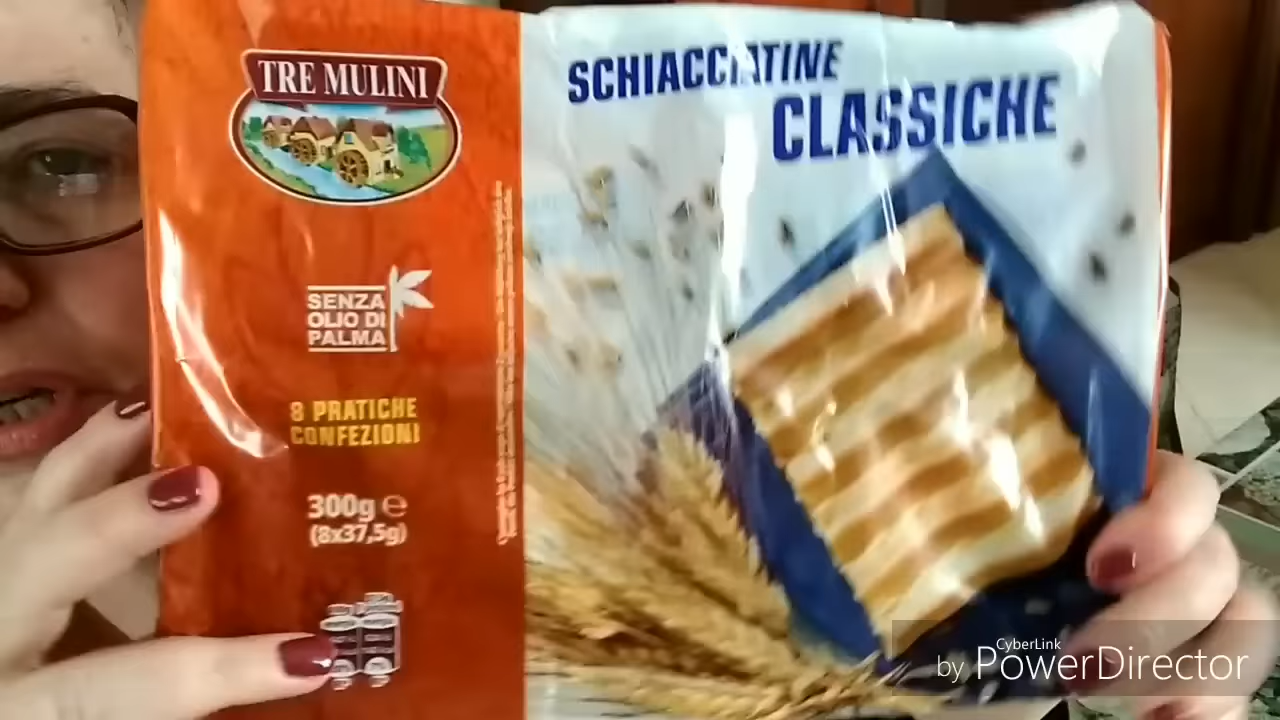 TRE MULINI
SCHIACCIATINE
CLASSICHE
SENZA
OLIO DI
PALMA
8 PRATICHE
CONFEZIONI
300g e
(8x37,5g)
CyberLink
by PowerDirector